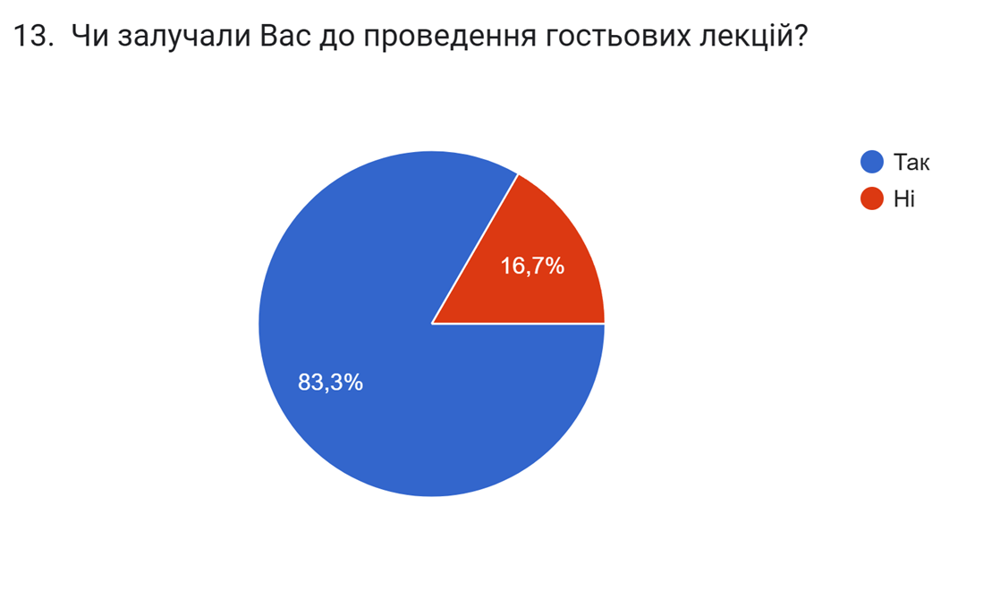 13. Чи залучали Вас до проведення гостьових лекцій?
Так
Ні
16,7%
83,3%